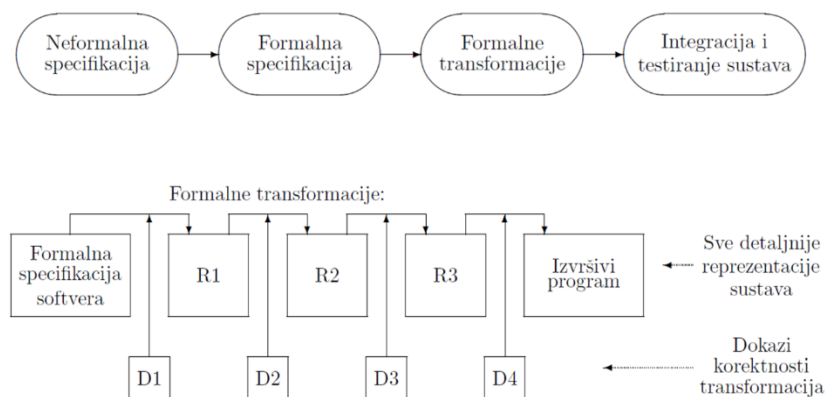 Neformalna
specifikacija
Formalna
specifikacija
Formalne
transformacije
Integracija i
testiranje sustava
Formalne transformacije:
Formalna
specifikacija
softvera
R1
R2
R3
Izvršivi
program
Sve detaljnije
reprezentacije
sustava
D1
D2
D3
D4
Dokazi
korektnosti
transformacija